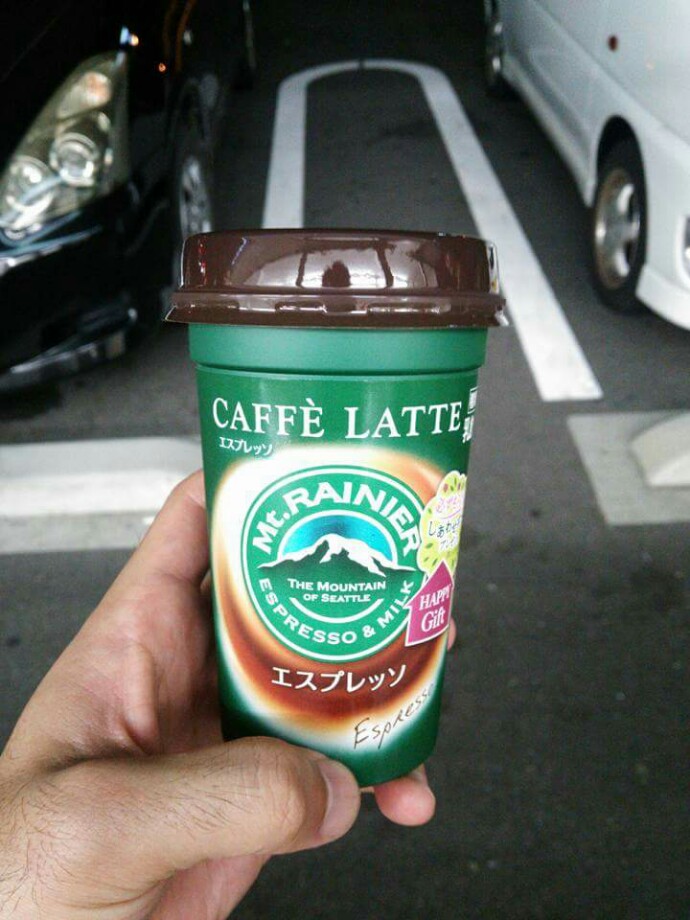 CAFFÈ LATTE
エスプレッソ
Mt. RAINIER
THE MOUNTAIN
OF SEATTLE
ESPRESSO & MILK
HAPPY
Gift
エスプレッソ
Espresso